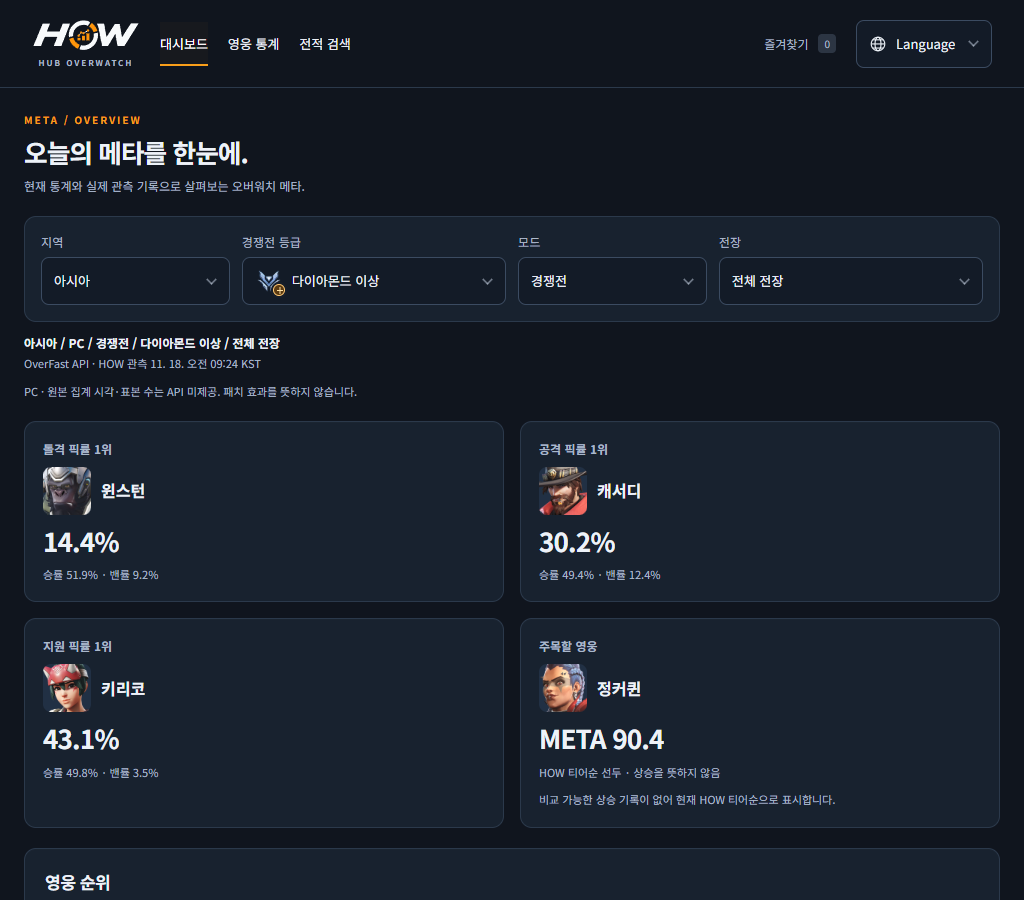 HOW
HUB OVERWATCH
대시보드
영웅 통계
전적 검색
즐겨찾기 0
Language
META / OVERVIEW
오늘의 메타를 한눈에.
현재 통계와 실제 관측 기록으로 살펴보는 오버워치 메타.
지역
경쟁전 등급
모드
전장
아시아
다이아몬드 이상
경쟁전
전체 전장
아시아 / PC / 경쟁전 / 다이아몬드 이상 / 전체 전장
OverFast API · HOW 관측 11. 18. 오전 09:24 KST
PC · 원본 집계 시각·표본 수는 API 미제공. 패치 효과를 뜻하지 않습니다.
돌격 픽률 1위
윈스턴
14.4%
승률 51.9% · 밴률 9.2%
공격 픽률 1위
캐서디
30.2%
승률 49.4% · 밴률 12.4%
지원 픽률 1위
키리코
43.1%
승률 49.8% · 밴률 3.5%
주목할 영웅
정커퀸
META 90.4
HOW 티어순 선두 · 상승을 뜻하지 않음
비교 가능한 상승 기록이 없어 현재 HOW 티어순으로 표시합니다.
영웅 순위